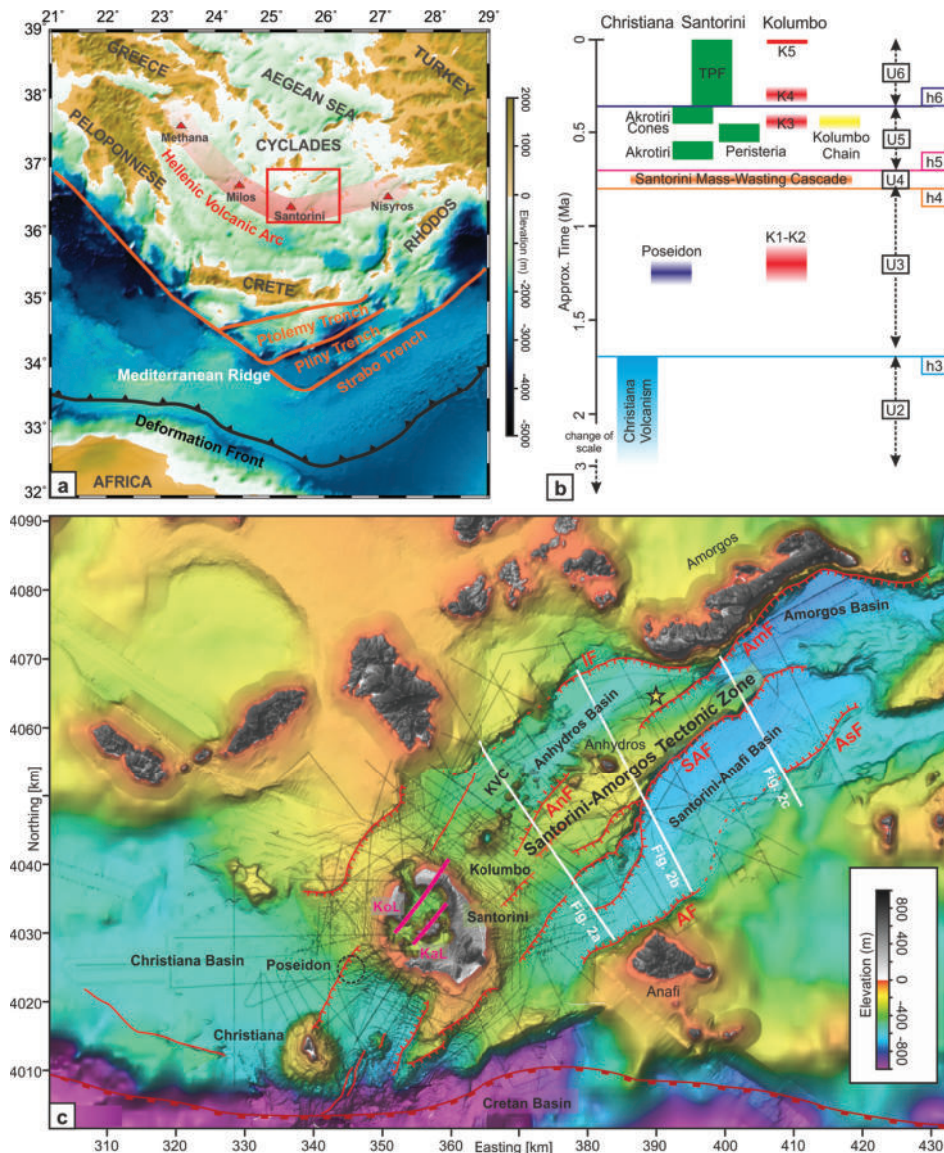 21° 22° 23° 24° 25° 26° 27° 28° 29°
39°
38°
37°
36°
35°
34°
33°
32°
GREECE
AEGEAN SEA
TURKEY
PELOPONNESE
Methana
CYCLADES
Hellenic Volcanic Arc
Milos
Santorini
Nisyros
RHODOS
CRETE
Ptolemy Trench
Pliny Trench
Strabo Trench
Mediterranean Ridge
Deformation Front
AFRICA
a
2000
1000
0
-1000
-2000
-3000
-4000
-5000
Elevation (m)
Christiana Santorini Kolumbo
0
0.5
1
1.5
2
3
Approx. Time (Ma)
change of
scale
TPF
K5
K4
U6
h6
Akrotiri
Cones
K3
Akrotiri
Peristeria
Kolumbo
Chain
U5
h5
Santorini Mass-Wasting Cascade
U4
h4
Poseidon
K1-K2
U3
h3
Christiana
Volcanism
U2
b
4090
4080
4070
4060
4050
4040
4030
4020
4010
Northing [km]
Amorgos
Amorgos Basin
AmF
IF
Anhydros Basin
Anhydros
Santorini-Amorgos Tectonic Zone
KVC
AnF
SAF
Santorini-Anafi Basin
AsF
Fig. 2c
Fig. 2b
Fig. 2a
Kolumbo
KoL
Santorini
KaL
AF
Anafi
Christiana Basin
Poseidon
Christiana
Cretan Basin
800
400
0
-400
-800
Elevation (m)
c
310 320 330 340 350 360 370 380 390 400 410 420 430
Easting [km]